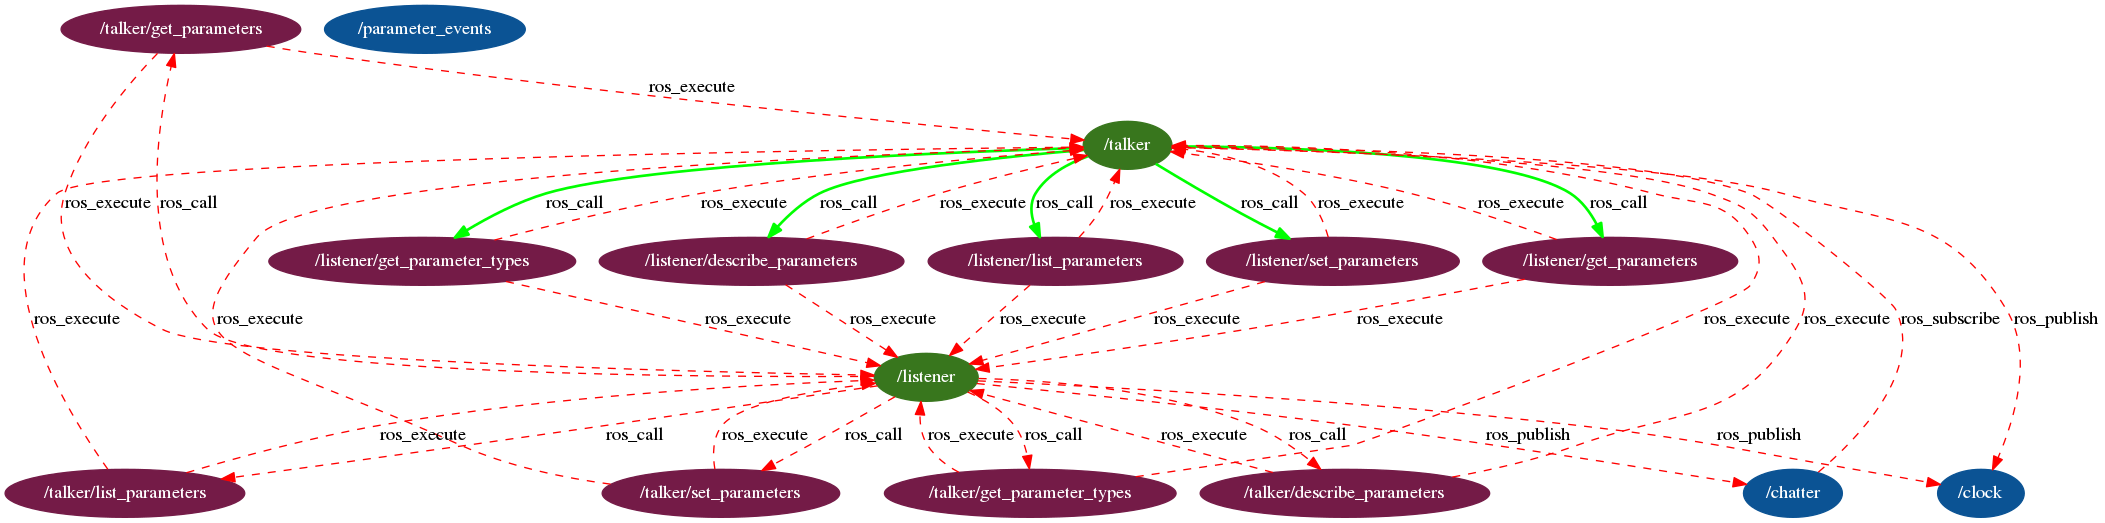 /talker/get_parameters
/parameter_events
ros_execute
/talker
ros_execute
ros_call
ros_call
ros_execute
ros_call
ros_execute
ros_call
ros_execute
ros_call
ros_execute
ros_execute
ros_call
/listener/get_parameter_types
/listener/describe_parameters
/listener/list_parameters
/listener/set_parameters
/listener/get_parameters
ros_execute
ros_execute
ros_execute
ros_execute
ros_execute
ros_execute
ros_execute
ros_execute
ros_execute
ros_subscribe
ros_publish
/listener
ros_execute
ros_call
ros_execute
ros_call
ros_execute
ros_call
ros_execute
ros_call
ros_publish
ros_publish
/talker/list_parameters
/talker/set_parameters
/talker/get_parameter_types
/talker/describe_parameters
/chatter
/clock